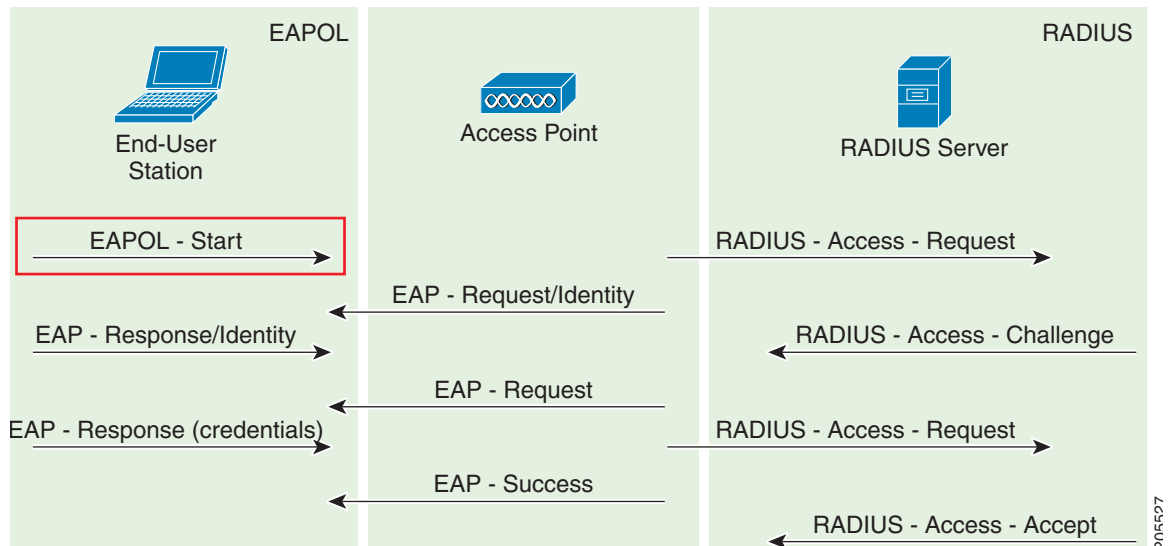 EAPOL
RADIUS
End-User
Station
Access Point
RADIUS Server
EAPOL - Start
RADIUS - Access - Request
EAP - Request/Identity
EAP - Response/Identity
RADIUS - Access - Challenge
EAP - Request
EAP - Response (credentials)
RADIUS - Access - Request
EAP - Success
RADIUS - Access - Accept
205527